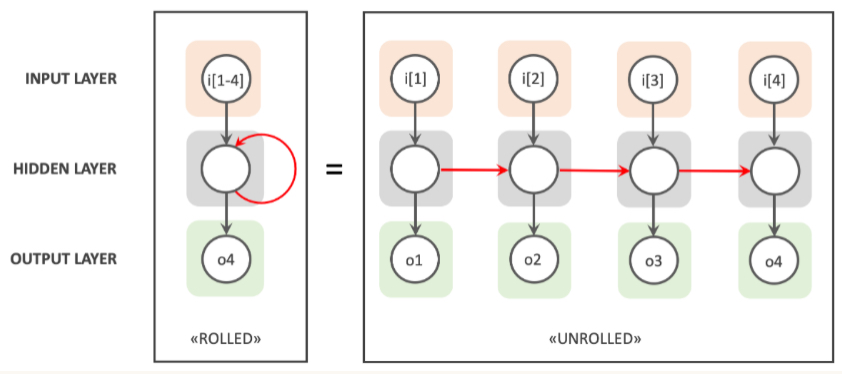 INPUT LAYER
i[1-4]
i[1]
i[2]
i[3]
i[4]
HIDDEN LAYER
=
OUTPUT LAYER
o4
o1
o2
o3
o4
«ROLLED»
«UNROLLED»